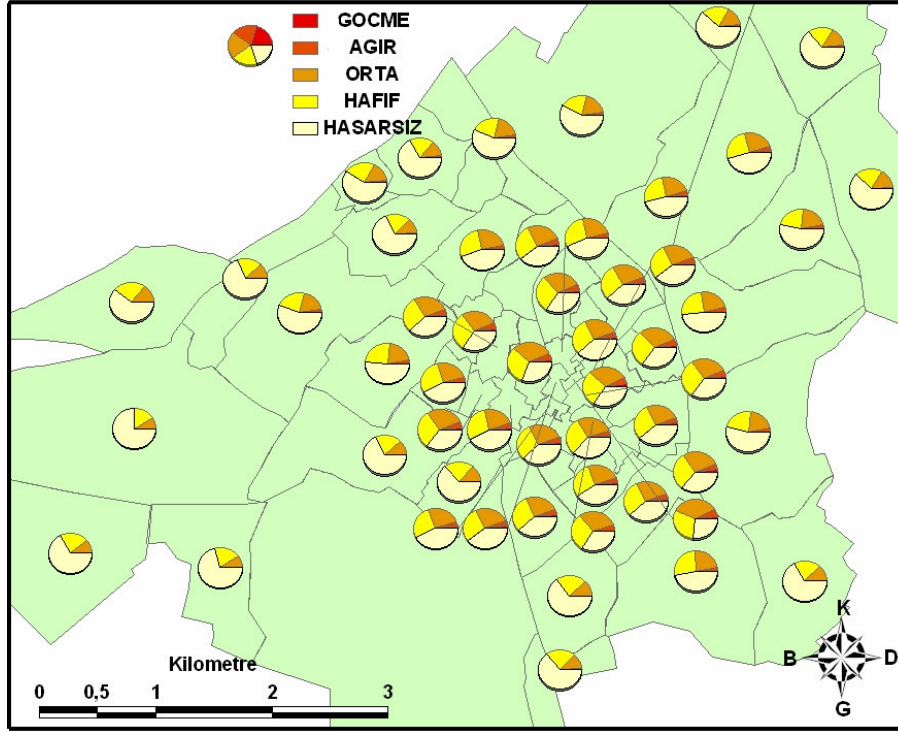 GOCME
AGIR
ORTA
HAFIF
HASARSIZ
K
B D
G
Kilometre
0 0,5 1 2 3